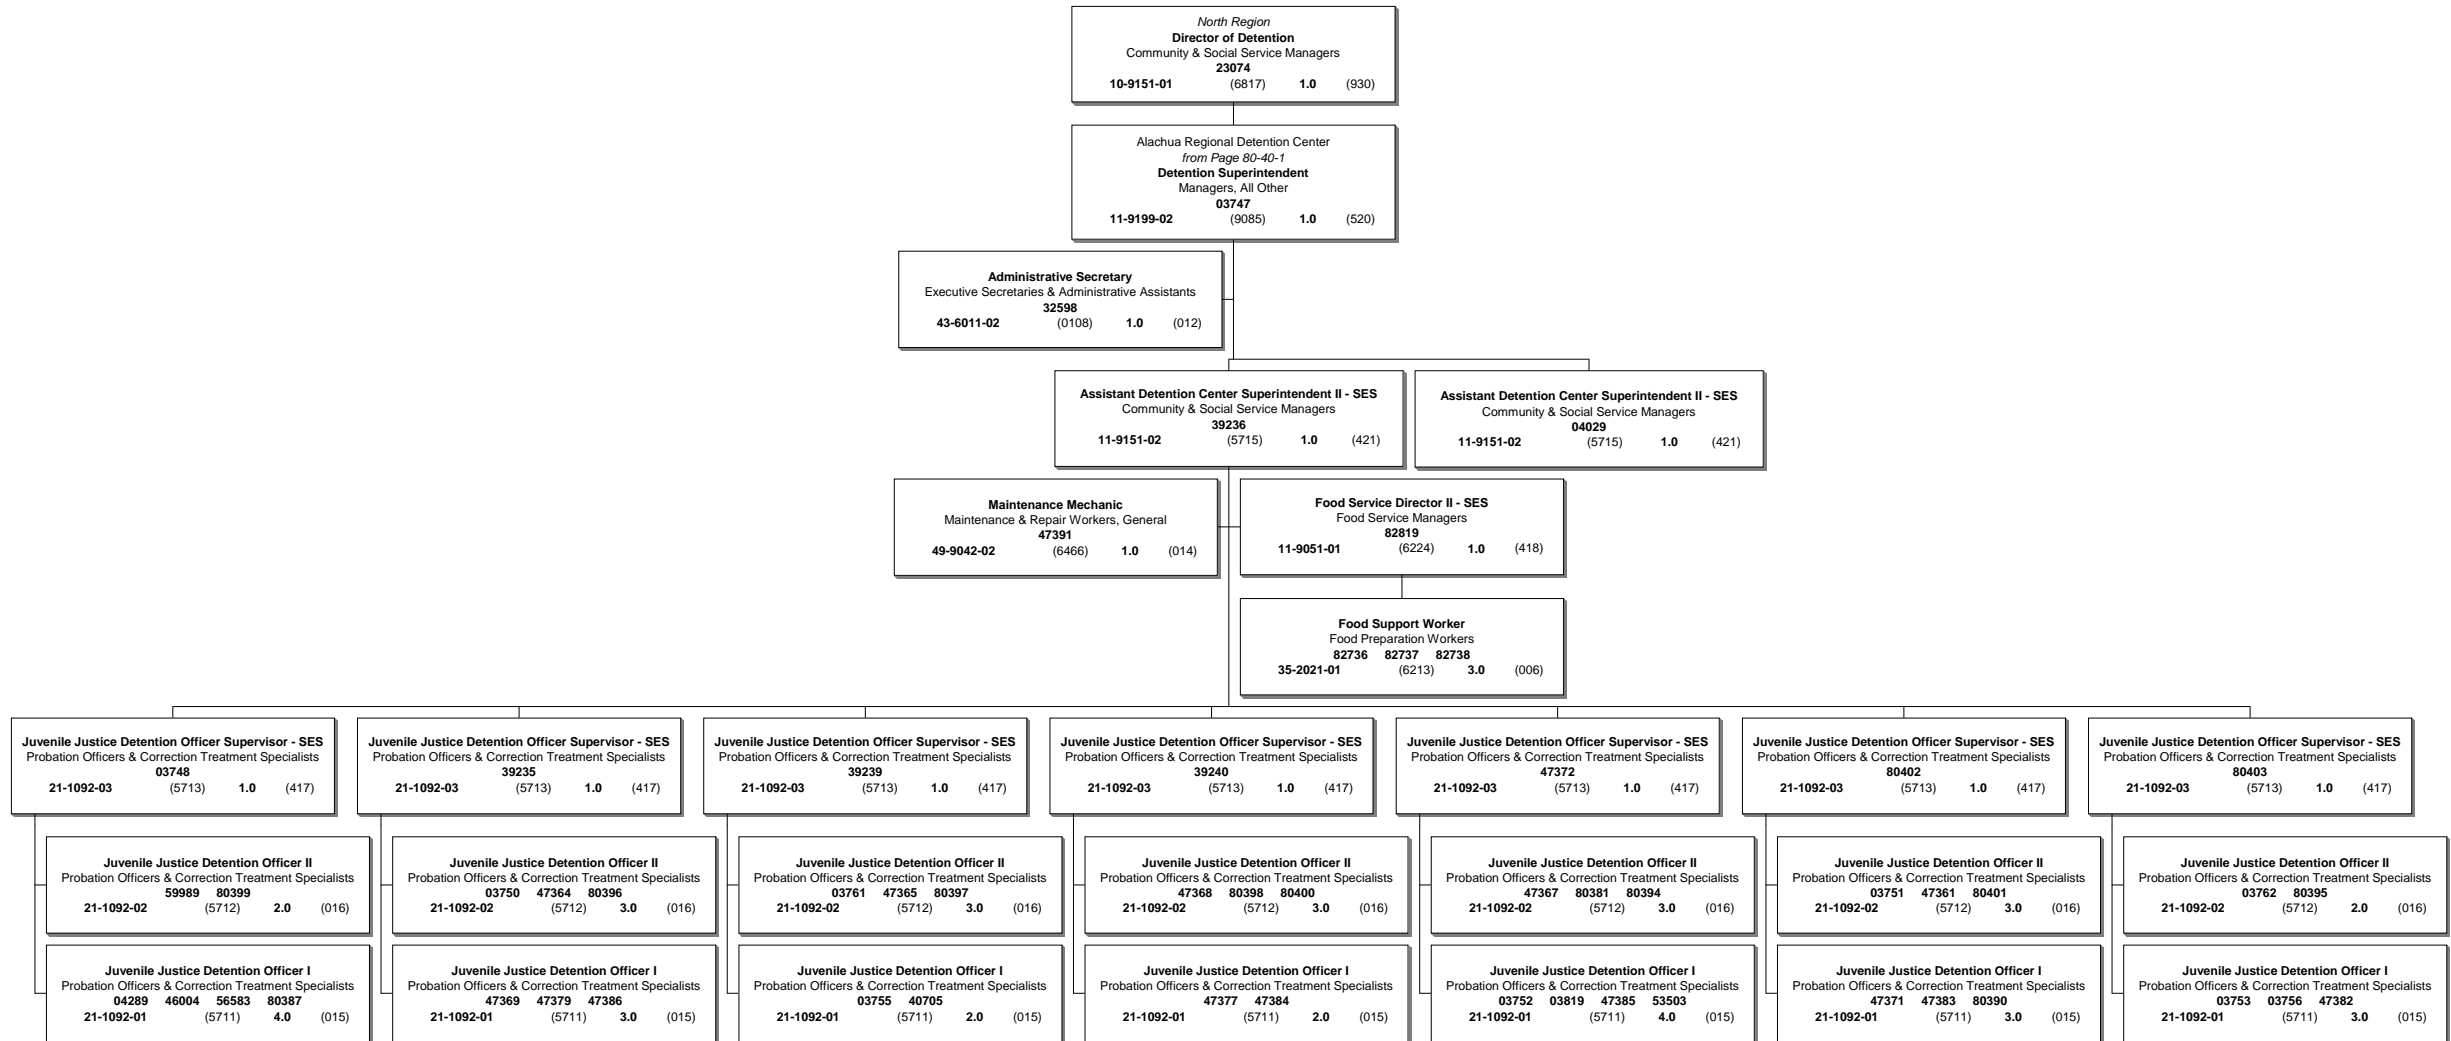 North Region
Director of Detention
Community & Social Service Managers
23074
10-9151-01 (6817) 1.0 (930)
Alachua Regional Detention Center
from Page 80-40-1
Detention Superintendent
Managers, All Other
03747
11-9199-02 (9085) 1.0 (520)
Administrative Secretary
Executive Secretaries & Administrative Assistants
32598
43-6011-02 (0108) 1.0 (012)
Assistant Detention Center Superintendent II - SES
Community & Social Service Managers
39236
11-9151-02 (5715) 1.0 (421)
Assistant Detention Center Superintendent II - SES
Community & Social Service Managers
04029
11-9151-02 (5715) 1.0 (421)
Maintenance Mechanic
Maintenance & Repair Workers, General
47391
49-9042-02 (6466) 1.0 (014)
Food Service Director II - SES
Food Service Managers
82819
11-9051-01 (6224) 1.0 (418)
Food Support Worker
Food Preparation Workers
82736 82737 82738
35-2021-01 (6213) 3.0 (006)
Juvenile Justice Detention Officer Supervisor - SES
Probation Officers & Correction Treatment Specialists
03748
21-1092-03 (5713) 1.0 (417)
Juvenile Justice Detention Officer Supervisor - SES
Probation Officers & Correction Treatment Specialists
39235
21-1092-03 (5713) 1.0 (417)
Juvenile Justice Detention Officer Supervisor - SES
Probation Officers & Correction Treatment Specialists
39239
21-1092-03 (5713) 1.0 (417)
Juvenile Justice Detention Officer Supervisor - SES
Probation Officers & Correction Treatment Specialists
39240
21-1092-03 (5713) 1.0 (417)
Juvenile Justice Detention Officer Supervisor - SES
Probation Officers & Correction Treatment Specialists
47372
21-1092-03 (5713) 1.0 (417)
Juvenile Justice Detention Officer Supervisor - SES
Probation Officers & Correction Treatment Specialists
80402
21-1092-03 (5713) 1.0 (417)
Juvenile Justice Detention Officer Supervisor - SES
Probation Officers & Correction Treatment Specialists
80403
21-1092-03 (5713) 1.0 (417)
Juvenile Justice Detention Officer II
Probation Officers & Correction Treatment Specialists
59989 80399
21-1092-02 (5712) 2.0 (016)
Juvenile Justice Detention Officer II
Probation Officers & Correction Treatment Specialists
03750 47364 80396
21-1092-02 (5712) 3.0 (016)
Juvenile Justice Detention Officer II
Probation Officers & Correction Treatment Specialists
03761 47365 80397
21-1092-02 (5712) 3.0 (016)
Juvenile Justice Detention Officer II
Probation Officers & Correction Treatment Specialists
47368 80398 80400
21-1092-02 (5712) 3.0 (016)
Juvenile Justice Detention Officer II
Probation Officers & Correction Treatment Specialists
47367 80381 80394
21-1092-02 (5712) 3.0 (016)
Juvenile Justice Detention Officer II
Probation Officers & Correction Treatment Specialists
03751 47361 80401
21-1092-02 (5712) 3.0 (016)
Juvenile Justice Detention Officer II
Probation Officers & Correction Treatment Specialists
03762 80395
21-1092-02 (5712) 2.0 (016)
Juvenile Justice Detention Officer I
Probation Officers & Correction Treatment Specialists
04289 46004 56583 80387
21-1092-01 (5711) 4.0 (015)
Juvenile Justice Detention Officer I
Probation Officers & Correction Treatment Specialists
47369 47379 47386
21-1092-01 (5711) 3.0 (015)
Juvenile Justice Detention Officer I
Probation Officers & Correction Treatment Specialists
03755 40705
21-1092-01 (5711) 2.0 (015)
Juvenile Justice Detention Officer I
Probation Officers & Correction Treatment Specialists
47377 47384
21-1092-01 (5711) 2.0 (015)
Juvenile Justice Detention Officer I
Probation Officers & Correction Treatment Specialists
03752 03819 47385 53503
21-1092-01 (5711) 4.0 (015)
Juvenile Justice Detention Officer I
Probation Officers & Correction Treatment Specialists
47371 47383 80390
21-1092-01 (5711) 3.0 (015)
Juvenile Justice Detention Officer I
Probation Officers & Correction Treatment Specialists
03753 03756 47382
21-1092-01 (5711) 3.0 (015)